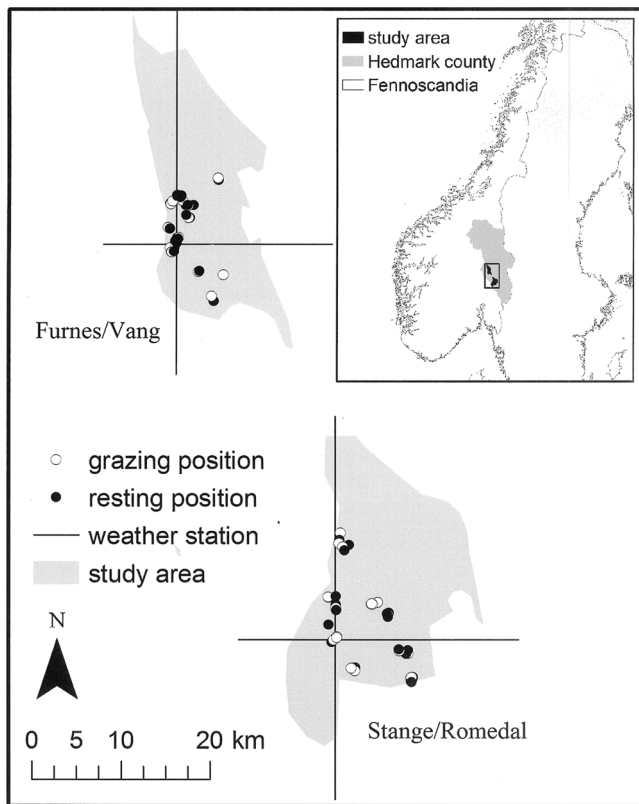 study area
Hedmark county
Fennoscandia
Furnes/Vang
grazing position
resting position
weather station
study area
N
Stange/Romedal
0 5 10 20 km